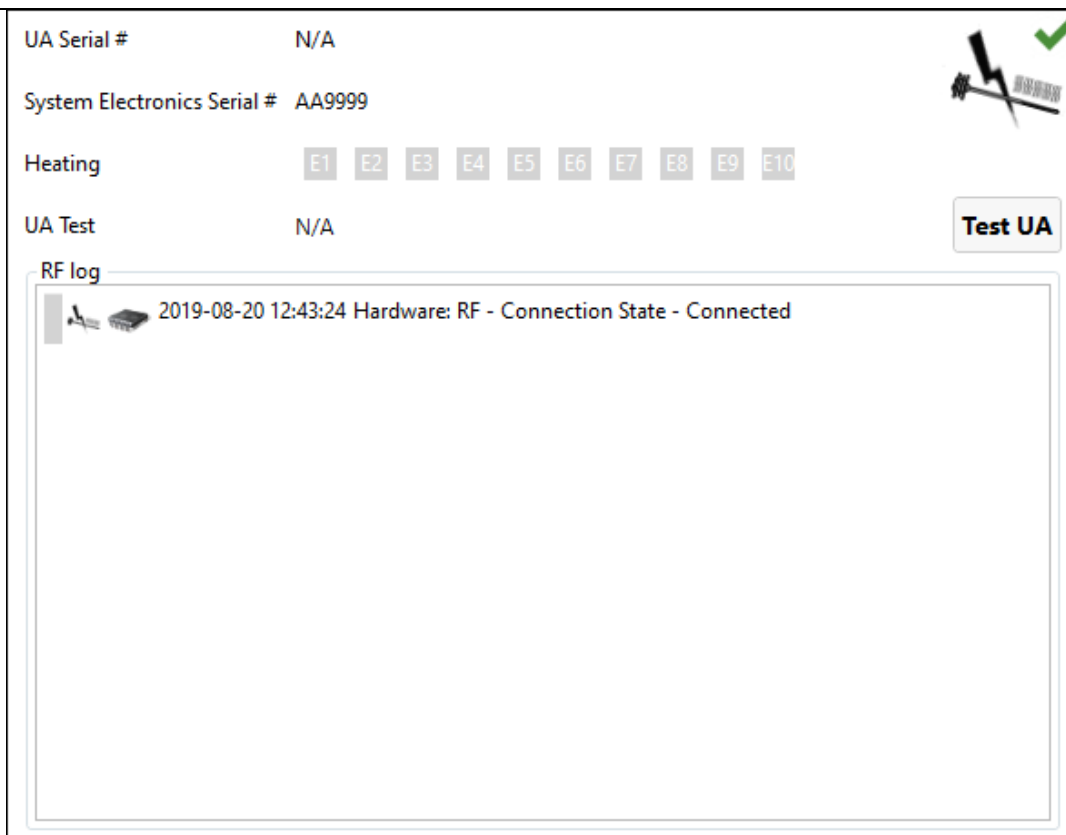 UA Serial # N/A
System Electronics Serial # AA9999
Heating E1 E2 E3 E4 E5 E6 E7 E8 E9 E10
UA Test N/A Test UA
RF log
2019-08-20 12:43:24 Hardware: RF - Connection State - Connected